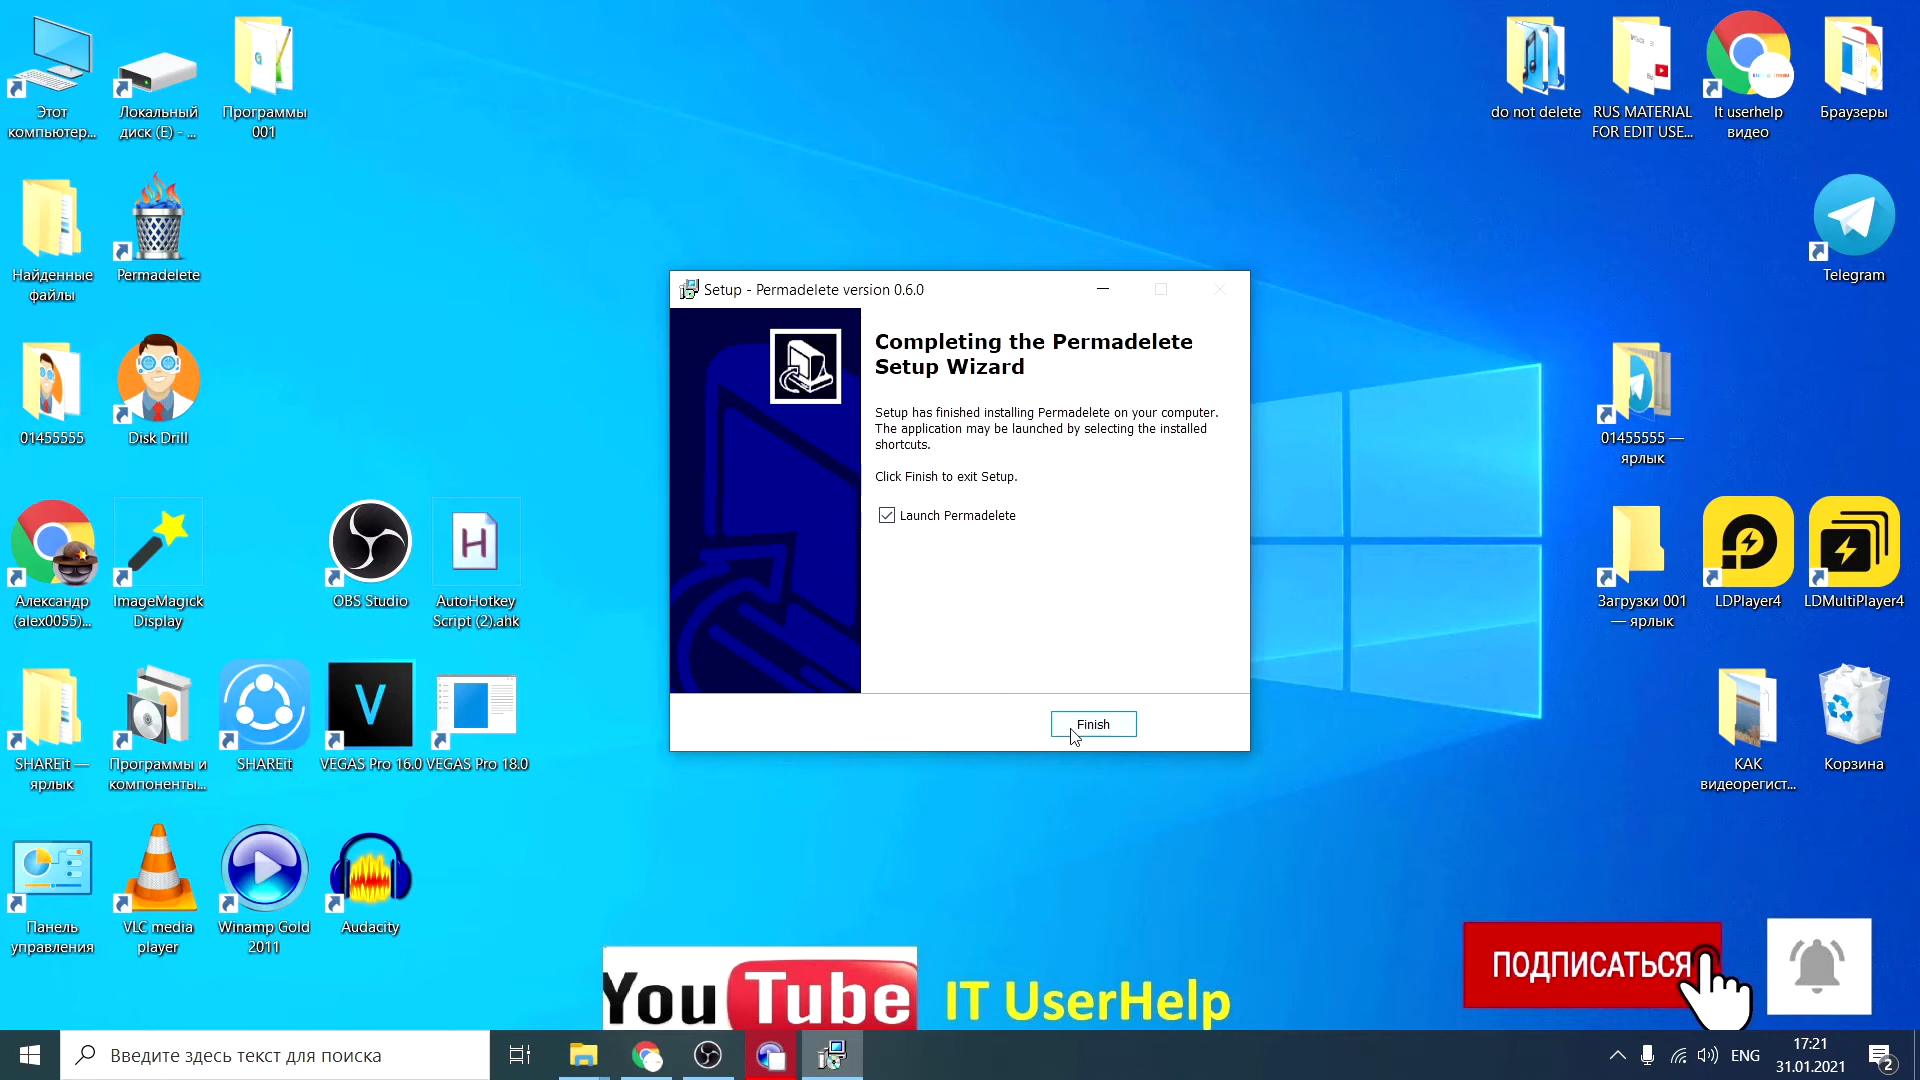 Этот
компьютер...
Локальный
диск (E) - ...
Программы
001
do not delete
RUS MATERIAL
FOR EDIT USE...
It userhelp
видео
Браузеры
Найденные
файлы
Permadelete
Telegram
Setup - Permadelete version 0.6.0
Completing the Permadelete
Setup Wizard
Setup has finished installing Permadelete on your computer.
The application may be launched by selecting the installed
shortcuts.
Click Finish to exit Setup.
Launch Permadelete
Finish
01455555
Disk Drill
01455555 —
ярлык
Александр
(alex0055)...
ImageMagick
Display
OBS Studio
H
AutoHotkey
Script (2).ahk
Загрузки 001
— ярлык
LDPlayer4
LDMultiPlayer4
SHAREit —
ярлык
Программы и
компоненты...
SHAREit
V
VEGAS Pro 16.0
VEGAS Pro 18.0
КАК
видеорегист...
Корзина
Панель
управления
VLC media
player
Winamp Gold
2011
Audacity
YouTube
IT UserHelp
ПОДПИСАТЬСЯ
Введите здесь текст для поиска
ENG
17:21
31.01.2021
2